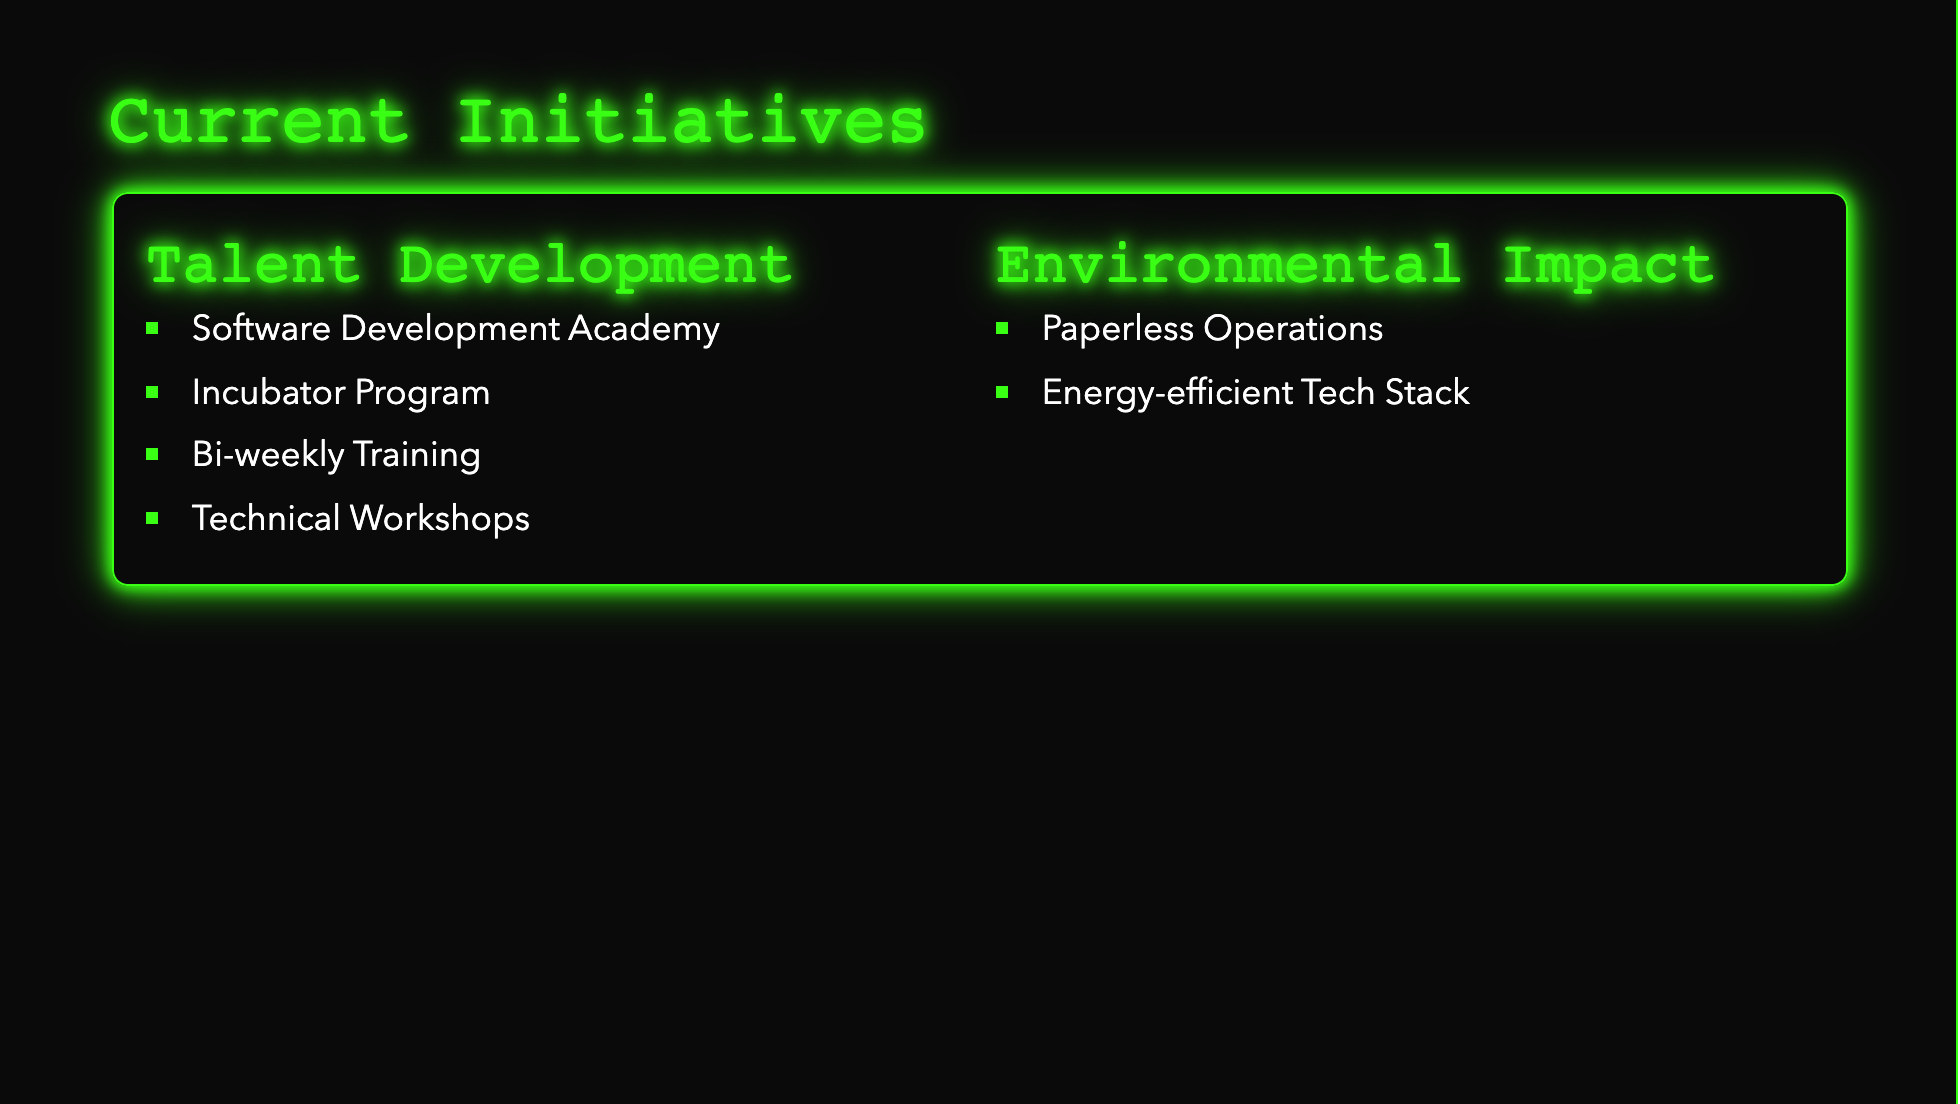 Current Initiatives
Talent Development
Software Development Academy
Incubator Program
Bi-weekly Training
Technical Workshops
Environmental Impact
Paperless Operations
Energy-efficient Tech Stack